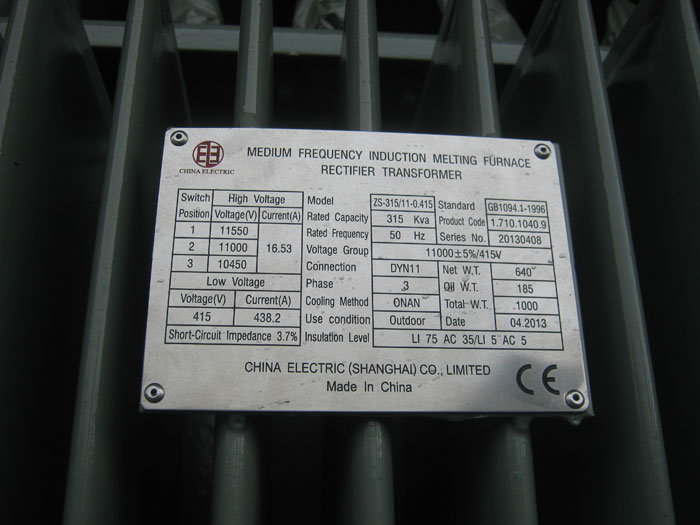 CHINA ELECTRIC
MEDIUM FREQUENCY INDUCTION MELTING FURNACE
RECTIFIER TRANSFORMER
Switch Position High Voltage
Voltage(V) Current(A)
1 11550
2 11000 16.53
3 10450
Low Voltage
Voltage(V) Current(A)
415 438.2
Short-Circuit Impedance 3.7%
Model ZS-315/11-0.415 Standard GB1094.1-1996
Rated Capacity 315 Kva Product Code 1.710.1040.9
Rated Frequency 50 Hz Series No. 20130408
Voltage Group 11000±5%/415V
Connection DYN11 Net W.T. 640
Phase 3 Oil W.T. 185
Cooling Method ONAN Total W.T. 1000
Use condition Outdoor Date 04.2013
Insulation Level LI 75 AC 35/LI 5 AC 5
CHINA ELECTRIC (SHANGHAI) CO., LIMITED
Made In China
CE